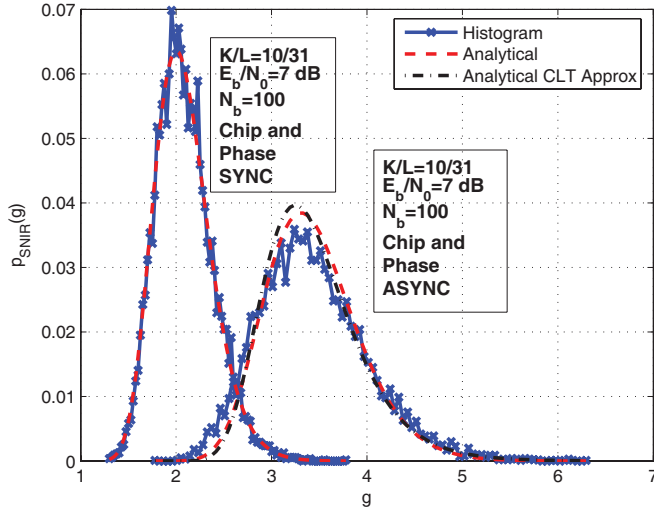 0.07
0.06
0.05
0.04
0.03
0.02
0.01
0
p_SNIR(g)
Histogram
Analytical
Analytical CLT Approx
K/L=10/31
E_b/N_0=7 dB
N_b=100
Chip and
Phase
SYNC
K/L=10/31
E_b/N_0=7 dB
N_b=100
Chip and
Phase
ASYNC
1 2 3 4 5 6 7
g